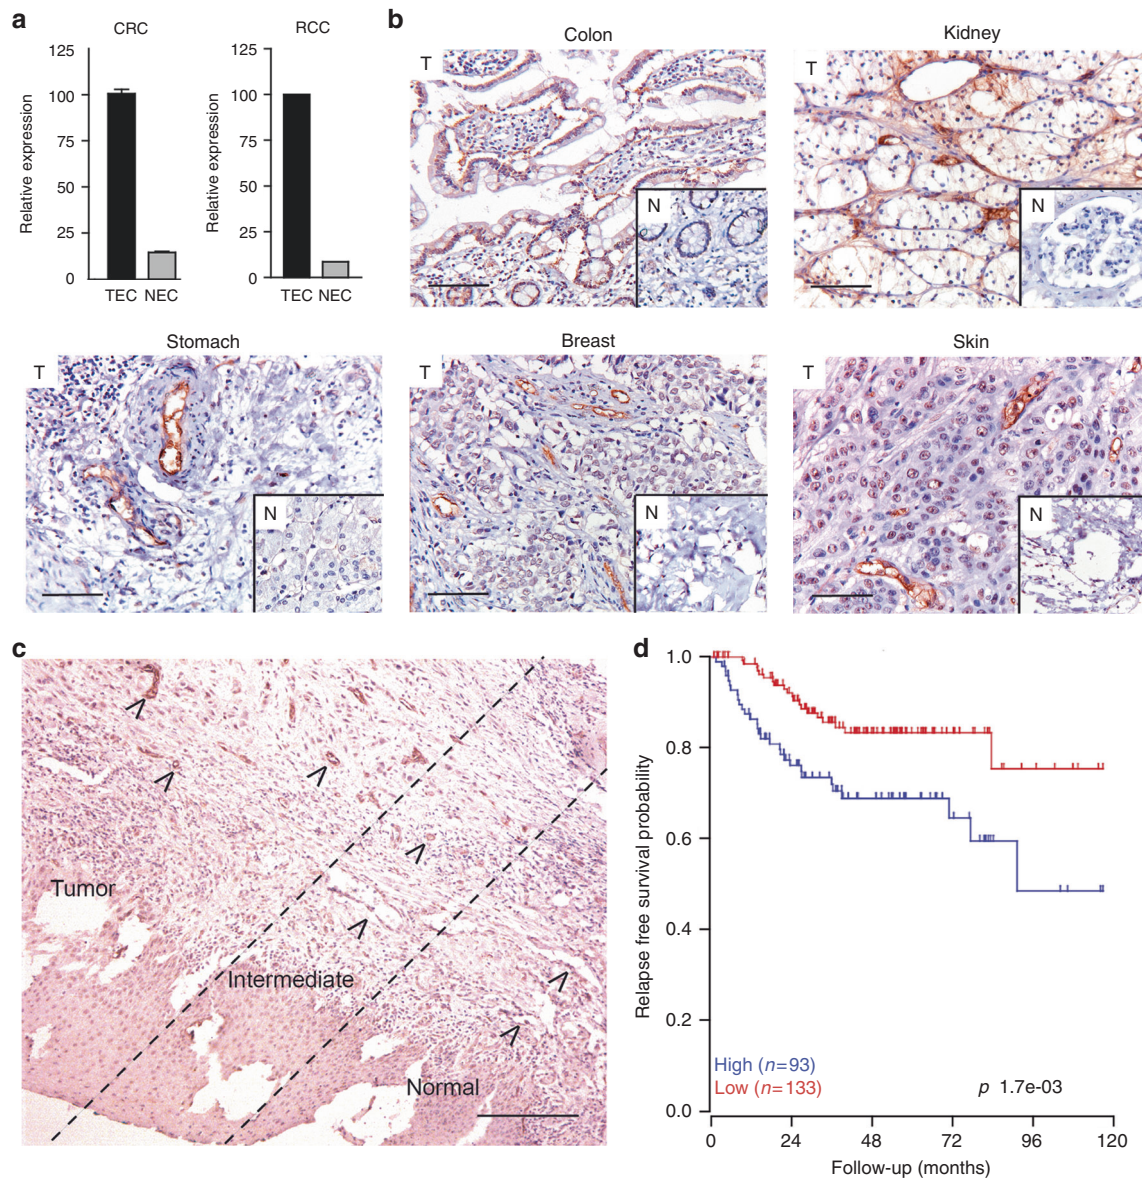 a
CRC
RCC
125
100
75
50
25
0
Relative expression
TEC NEC
125
100
75
50
25
0
Relative expression
TEC NEC
b
Colon
T
N
Kidney
T
N
Stomach
T
N
Breast
T
N
Skin
T
N
c
Tumor
Intermediate
Normal
d
1.0
0.8
0.6
0.4
0.2
0.0
Relapse free survival probability
High (n=93)
Low (n=133)
p 1.7e-03
0 24 48 72 96 120
Follow-up (months)